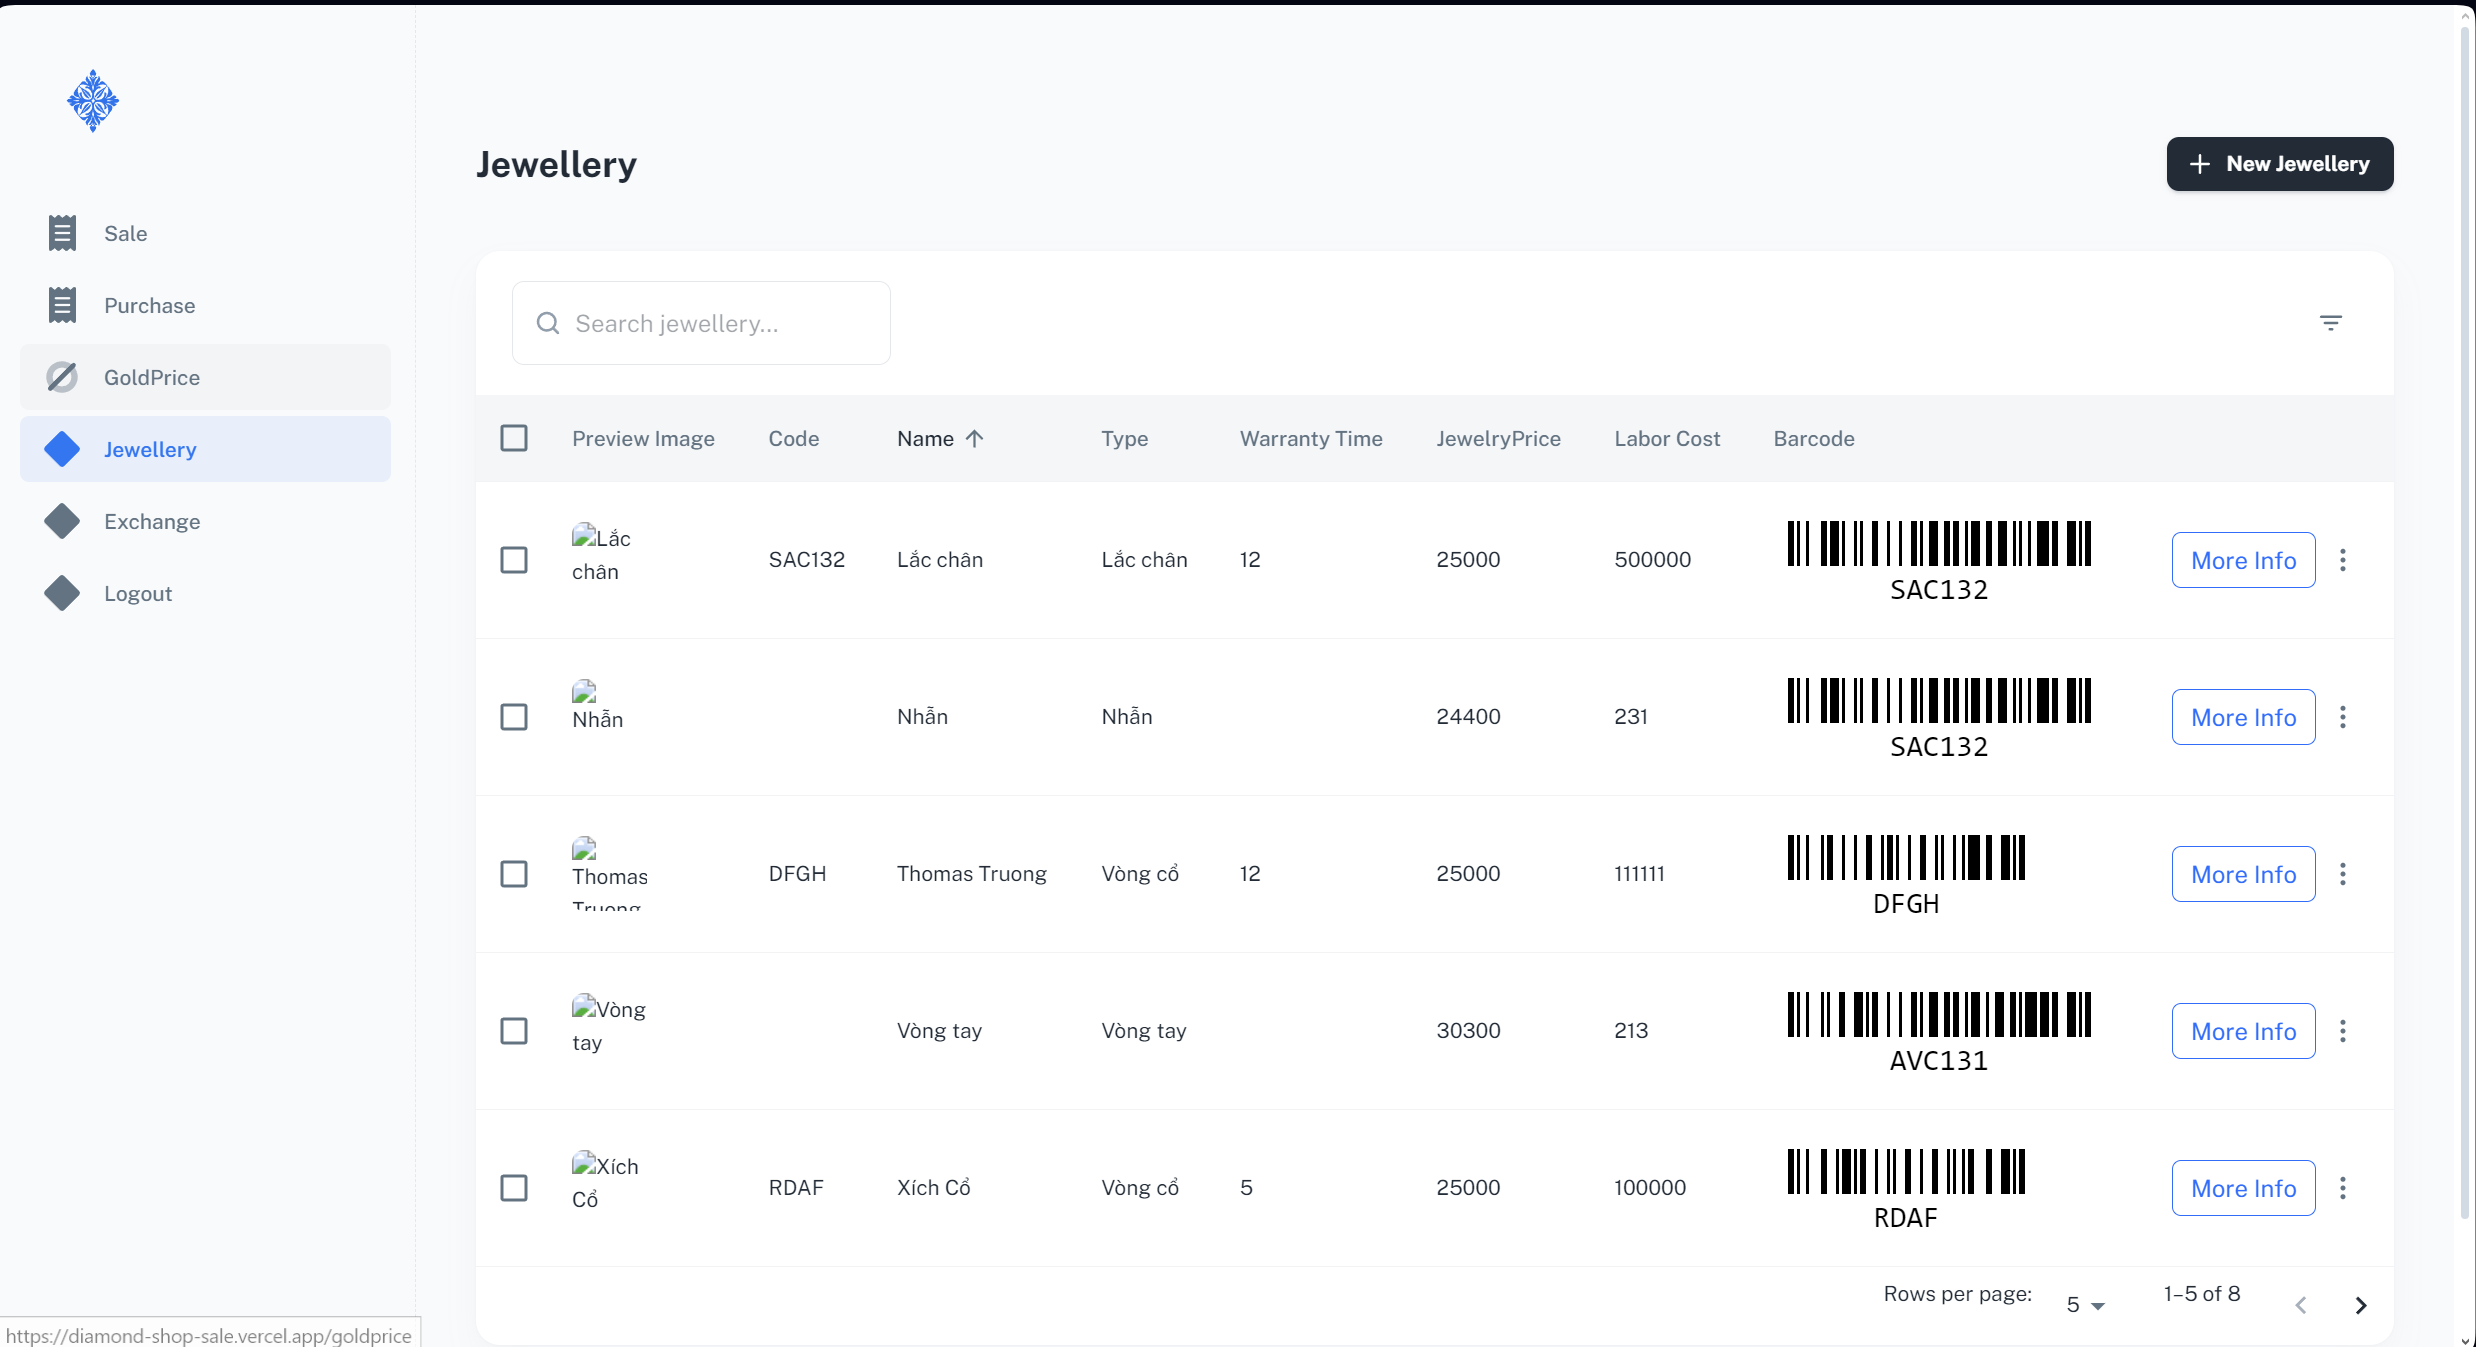 Sale
Purchase
GoldPrice
Jewellery
Exchange
Logout
Jewellery
New Jewellery
Search jewellery...
Preview Image Code Name Type Warranty Time JewelryPrice Labor Cost Barcode
Lắc
chân
SAC132 Lắc chân Lắc chân 12 25000 500000
SAC132
More Info
Nhẫn
Nhẫn Nhẫn 24400 231
SAC132
More Info
Thomas
Truong
DFGH Thomas Truong Vòng cổ 12 25000 111111
DFGH
More Info
Vòng
tay
Vòng tay Vòng tay 30300 213
AVC131
More Info
Xích
Cổ
RDAF Xích Cổ Vòng cổ 5 25000 100000
RDAF
More Info
Rows per page: 5 1–5 of 8
https://diamond-shop-sale.vercel.app/goldprice